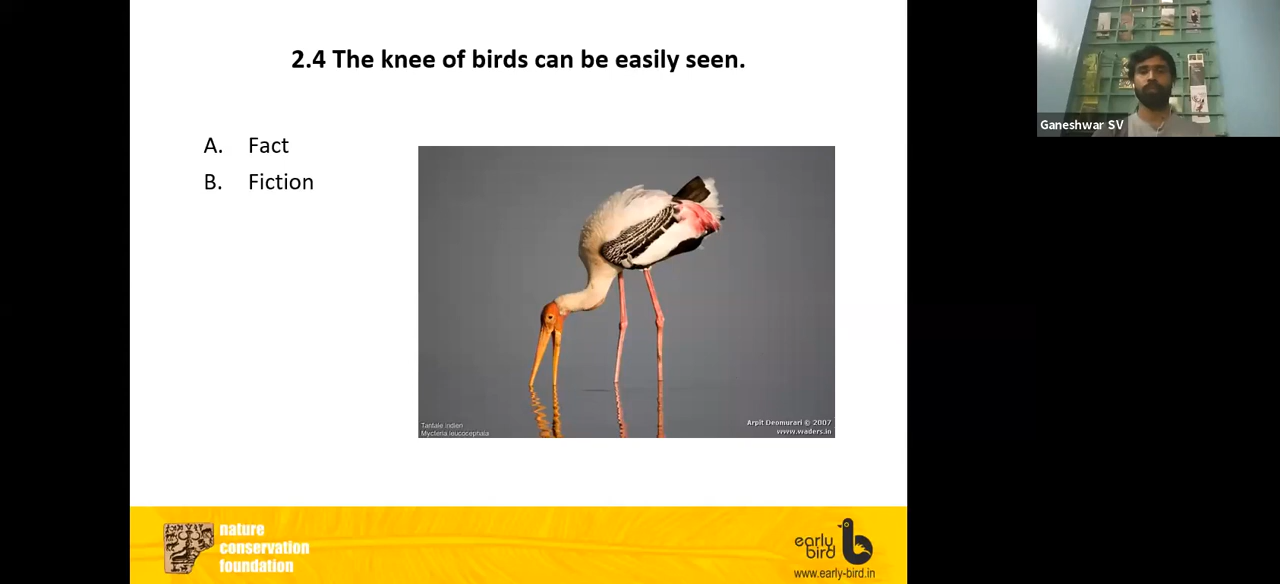 2.4 The knee of birds can be easily seen.
A. Fact
B. Fiction
Tantale indien
Mycteria leucocephala
Arpit Deomurari © 2007
www.waders.in
nature
conservation
foundation
early
bird
www.early-bird.in
Ganeshwar SV